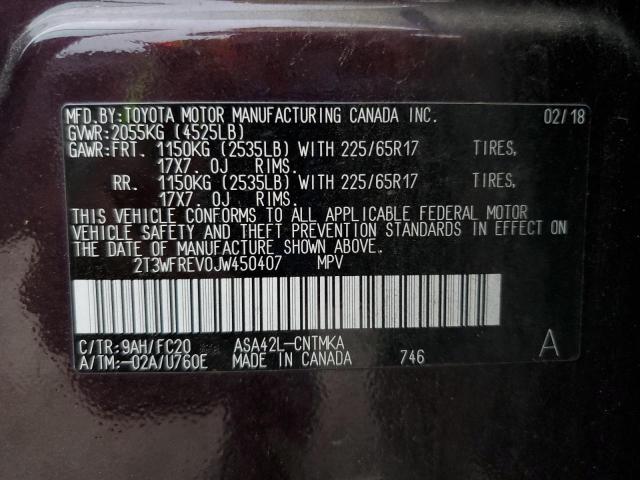 MFD.BY:TOYOTA MOTOR MANUFACTURING CANADA INC. 02/18
GVWR:2055KG (4525LB)
GAWR:FRT. 1150KG (2535LB) WITH 225/65R17 TIRES,
17X7.0J RIMS.
RR. 1150KG (2535LB) WITH 225/65R17 TIRES,
17X7.0J RIMS.
THIS VEHICLE CONFORMS TO ALL APPLICABLE FEDERAL MOTOR
VEHICLE SAFETY AND THEFT PREVENTION STANDARDS IN EFFECT ON
THE DATE OF MANUFACTURE SHOWN ABOVE.
2T3WFREV0JW450407 MPV
C/TR:9AH/FC20 ASA42L-CNTMKA
A/TM:-02A/U760E MADE IN CANADA 746 A